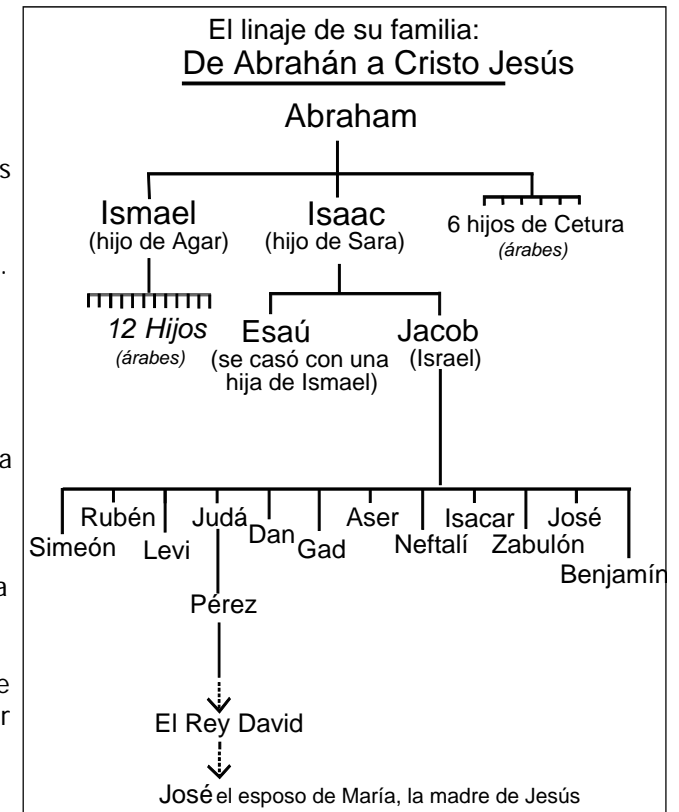 El linaje de su familia:
De Abrahán a Cristo Jesús
Abraham
s
Ismael Isaac 6 hijos de Cetura
(hijo de Agar) (hijo de Sara) (árabes)
.
12 Hijos Esaú Jacob
(árabes) (se casó con una (Israel)
hija de Ismael)
a
Rubén Judá Aser Isacar José
Simeón Levi Dan Gad Neftalí Zabulón
Benjamín
a
Pérez
e
r
El Rey David
José el esposo de María, la madre de Jesús